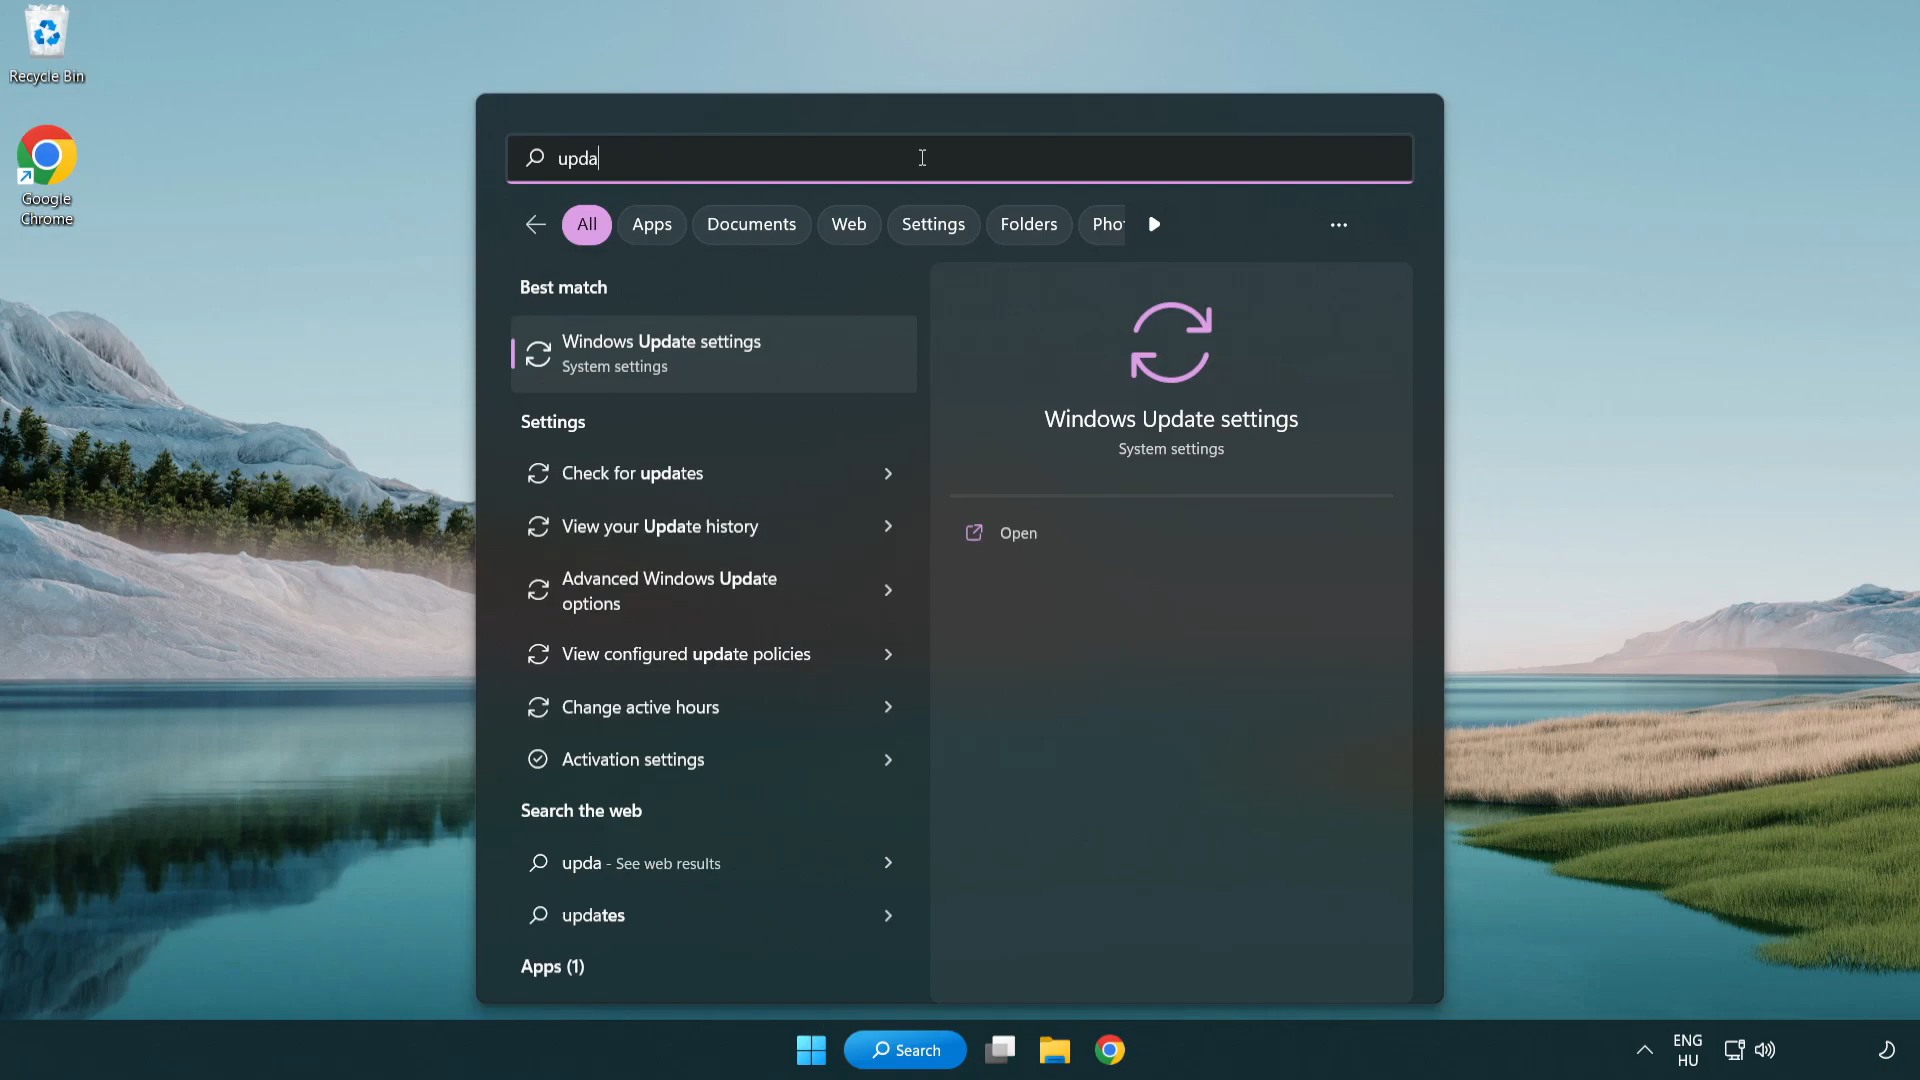 Recycle Bin
Google
Chrome
upda
All
Apps
Documents
Web
Settings
Folders
Pho
Best match
Windows Update settings
System settings
Settings
Check for updates
View your Update history
Advanced Windows Update
options
View configured update policies
Change active hours
Activation settings
Search the web
upda - See web results
updates
Apps (1)
Windows Update settings
System settings
Open
Search
ENG
HU